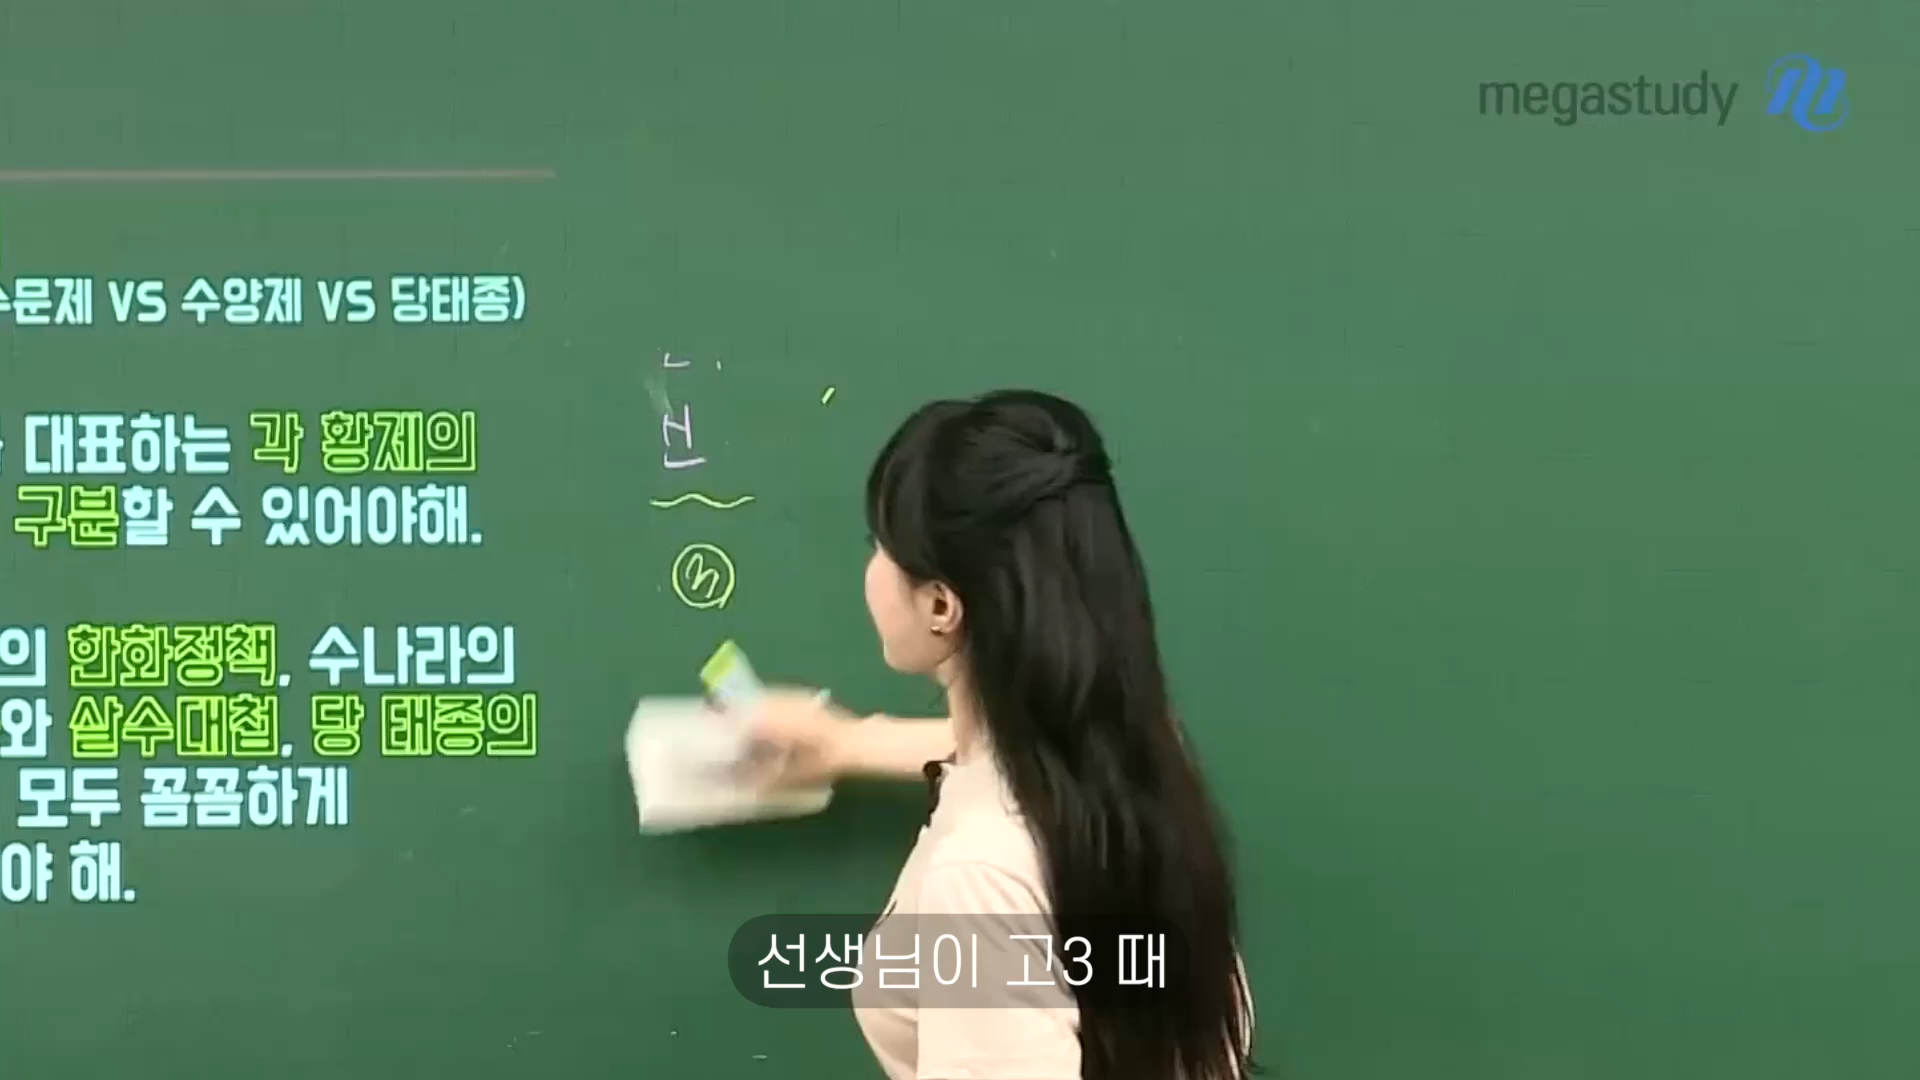 megastudy
수문제 VS 수양제 VS 당태종)
대표하는 각 황제의
구분할 수 있어야해.
의 한화정책, 수나라의
와 살수대첩, 당 태종의
모두 꼼꼼하게
야 해.
선생님이 고3 때